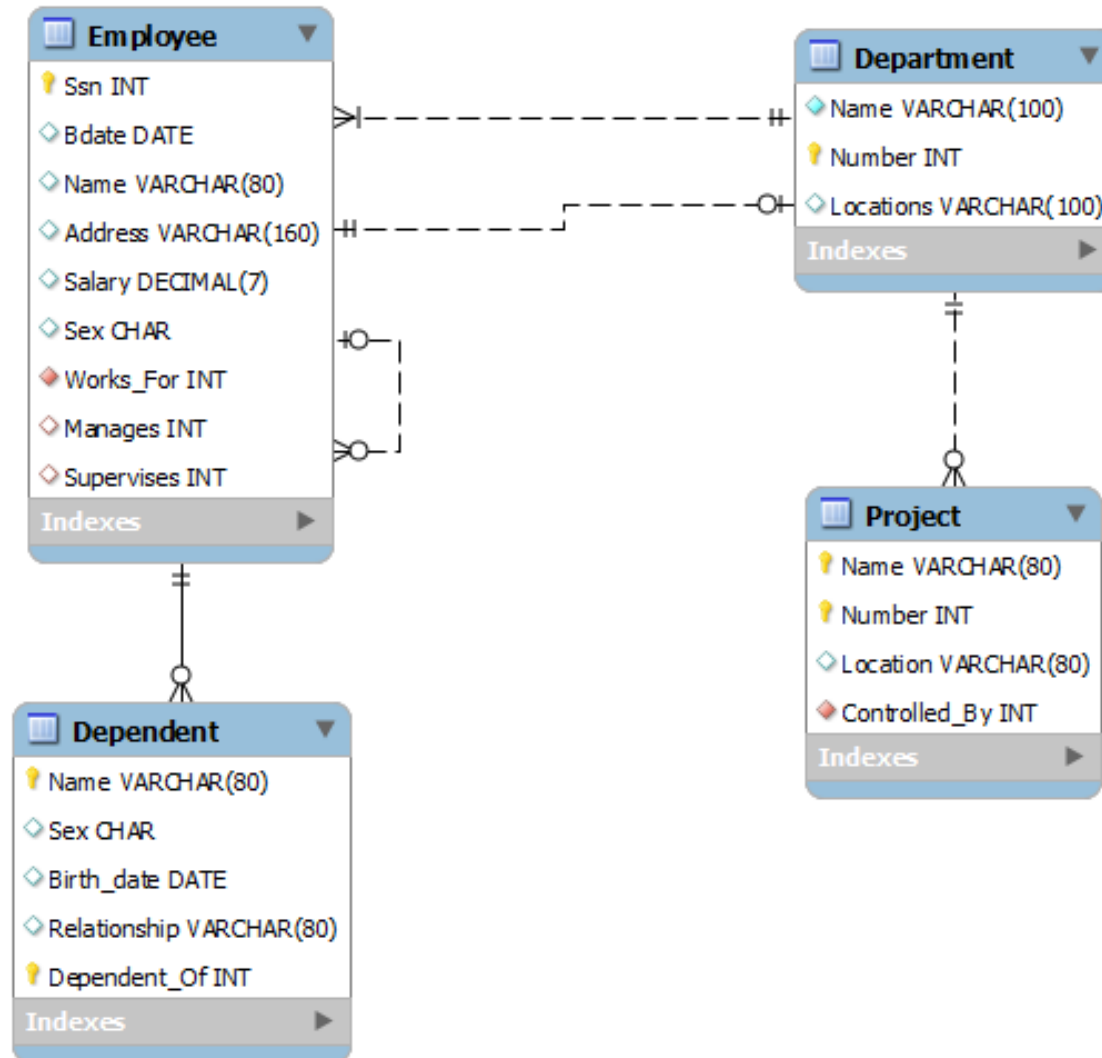 Employee
Ssn INT
Bdate DATE
Name VARCHAR(80)
Address VARCHAR(160)
Salary DECIMAL(7)
Sex CHAR
Works_For INT
Manages INT
Supervises INT
Indexes
Department
Name VARCHAR(100)
Number INT
Locations VARCHAR(100)
Indexes
Dependent
Name VARCHAR(80)
Sex CHAR
Birth_date DATE
Relationship VARCHAR(80)
Dependent_Of INT
Indexes
Project
Name VARCHAR(80)
Number INT
Location VARCHAR(80)
Controlled_By INT
Indexes